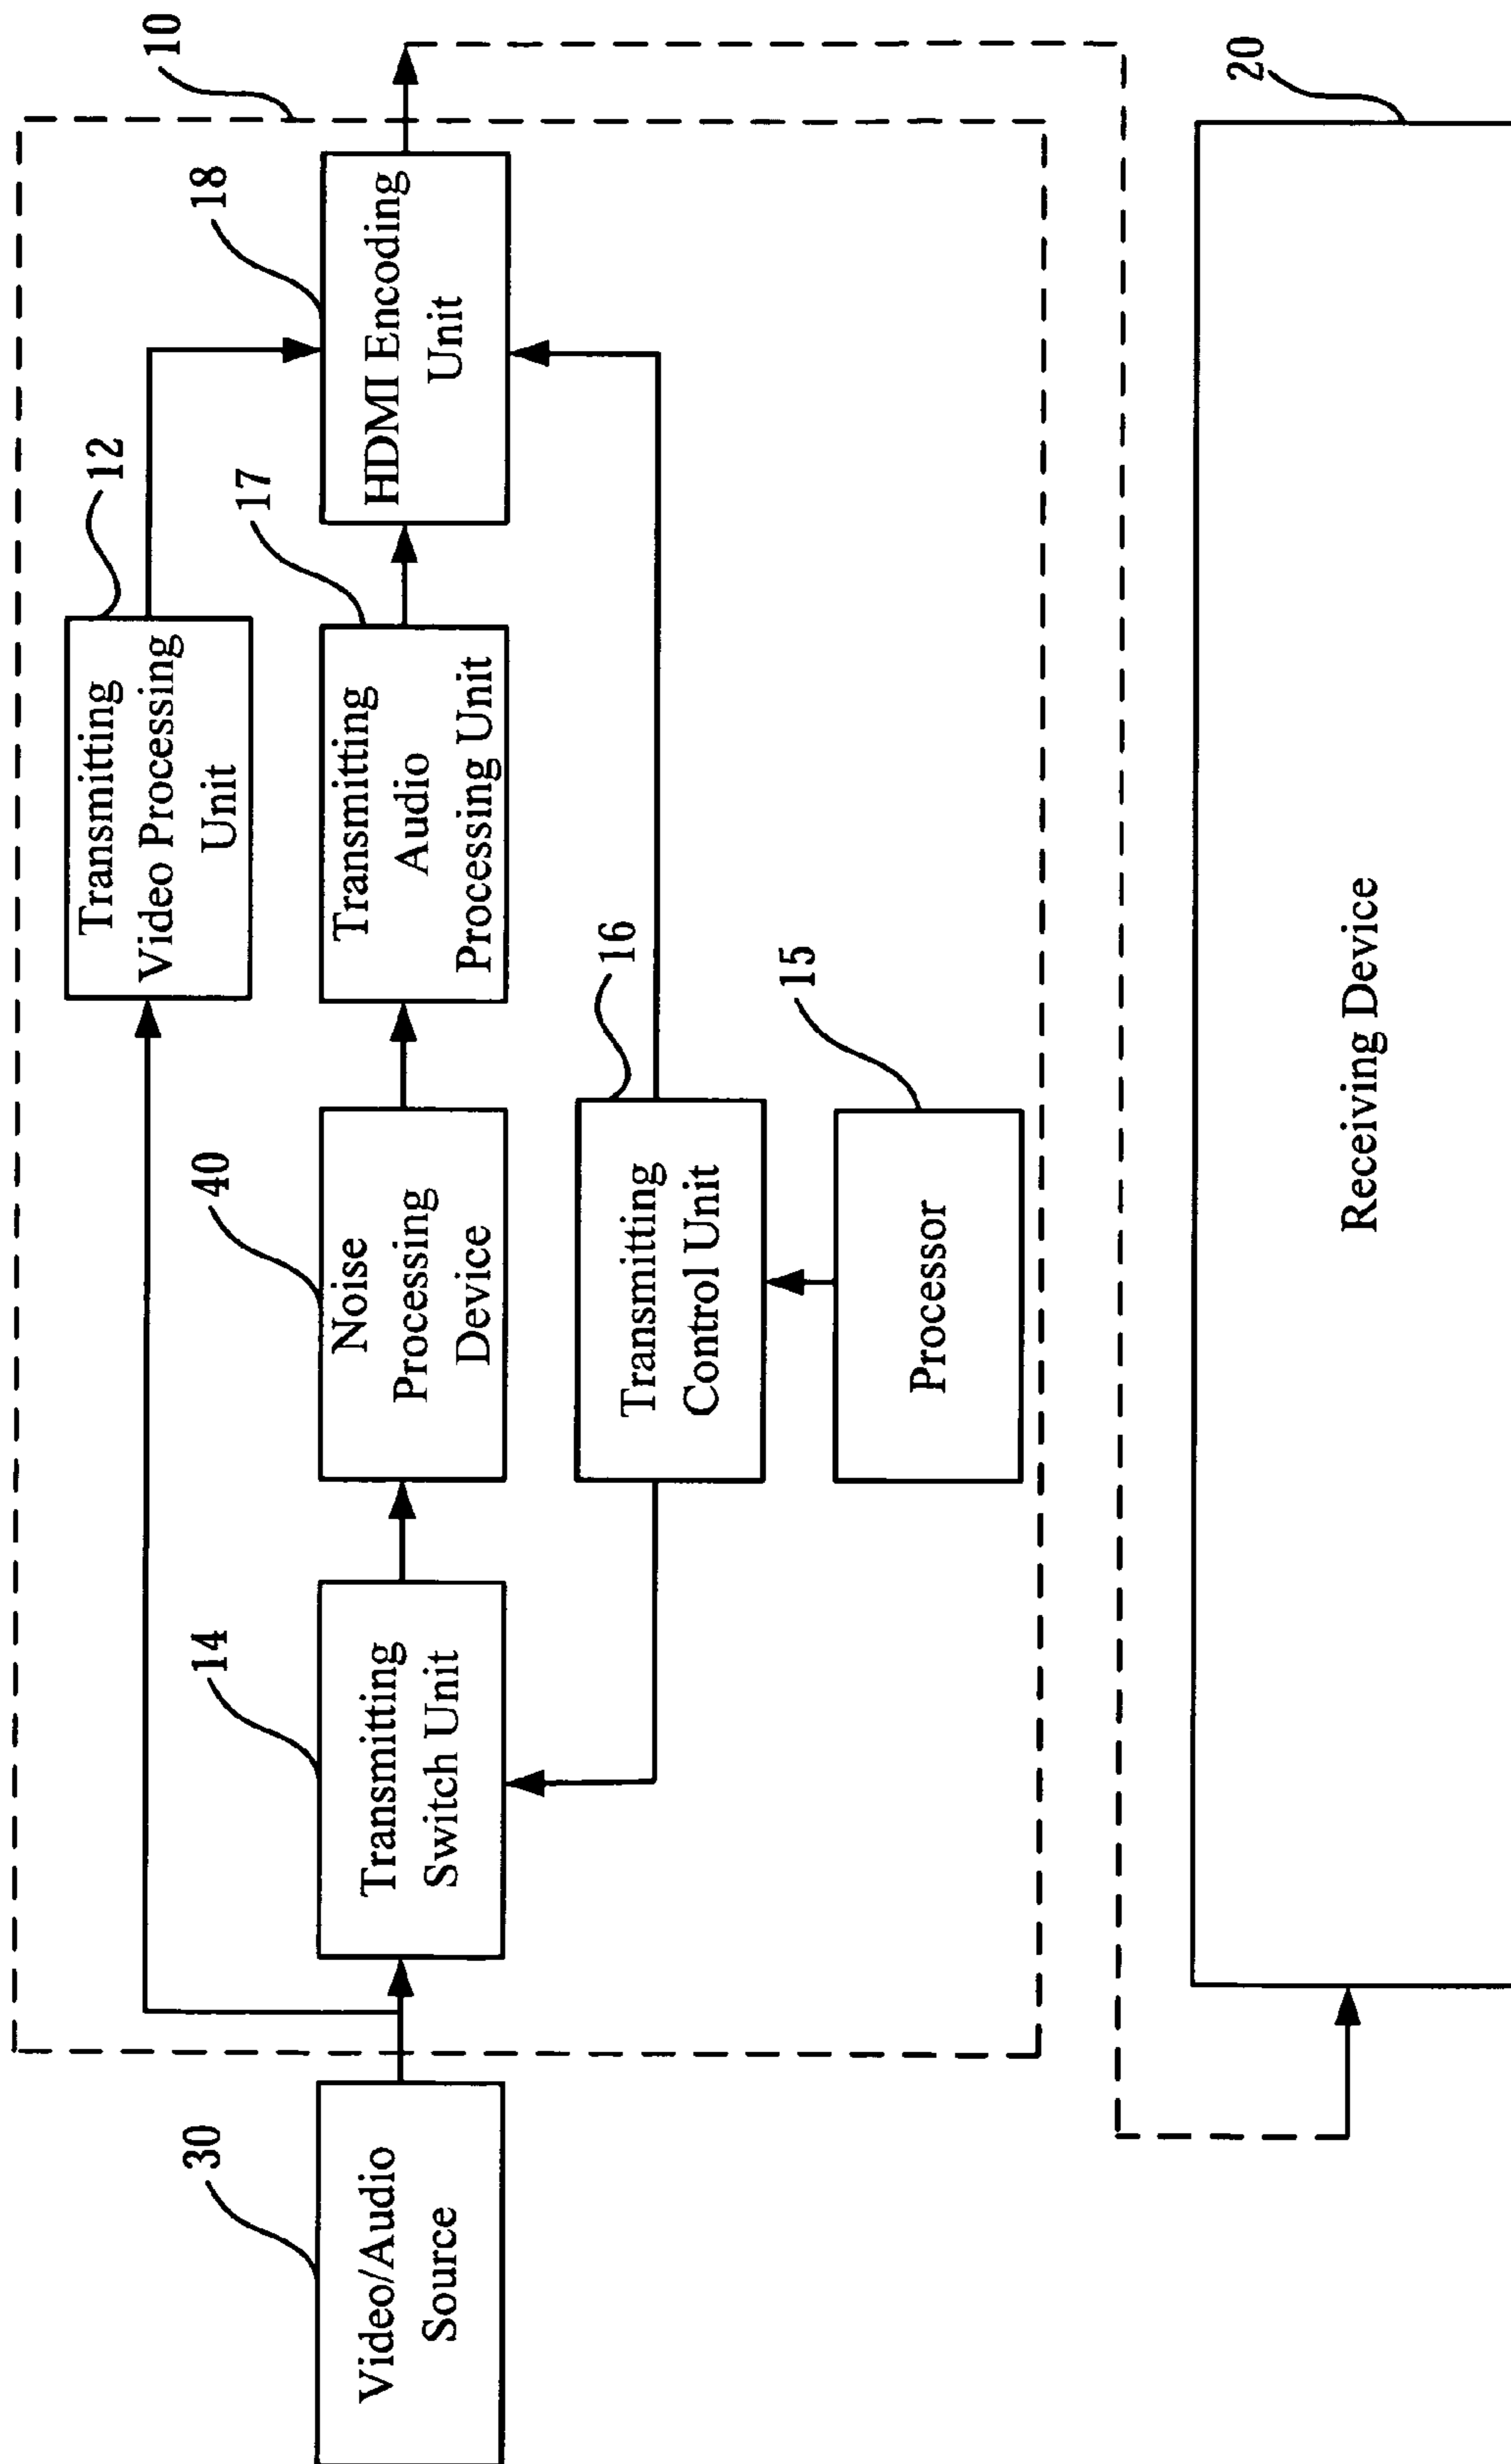 10
12
Transmitting
Video Processing
Unit
30
Video/Audio
Source
14
Transmitting
Switch Unit
40
Noise
Processing
Device
17
Transmitting
Audio
Processing Unit
18
HDMI Encoding
Unit
16
Transmitting
Control Unit
15
Processor
20
Receiving Device